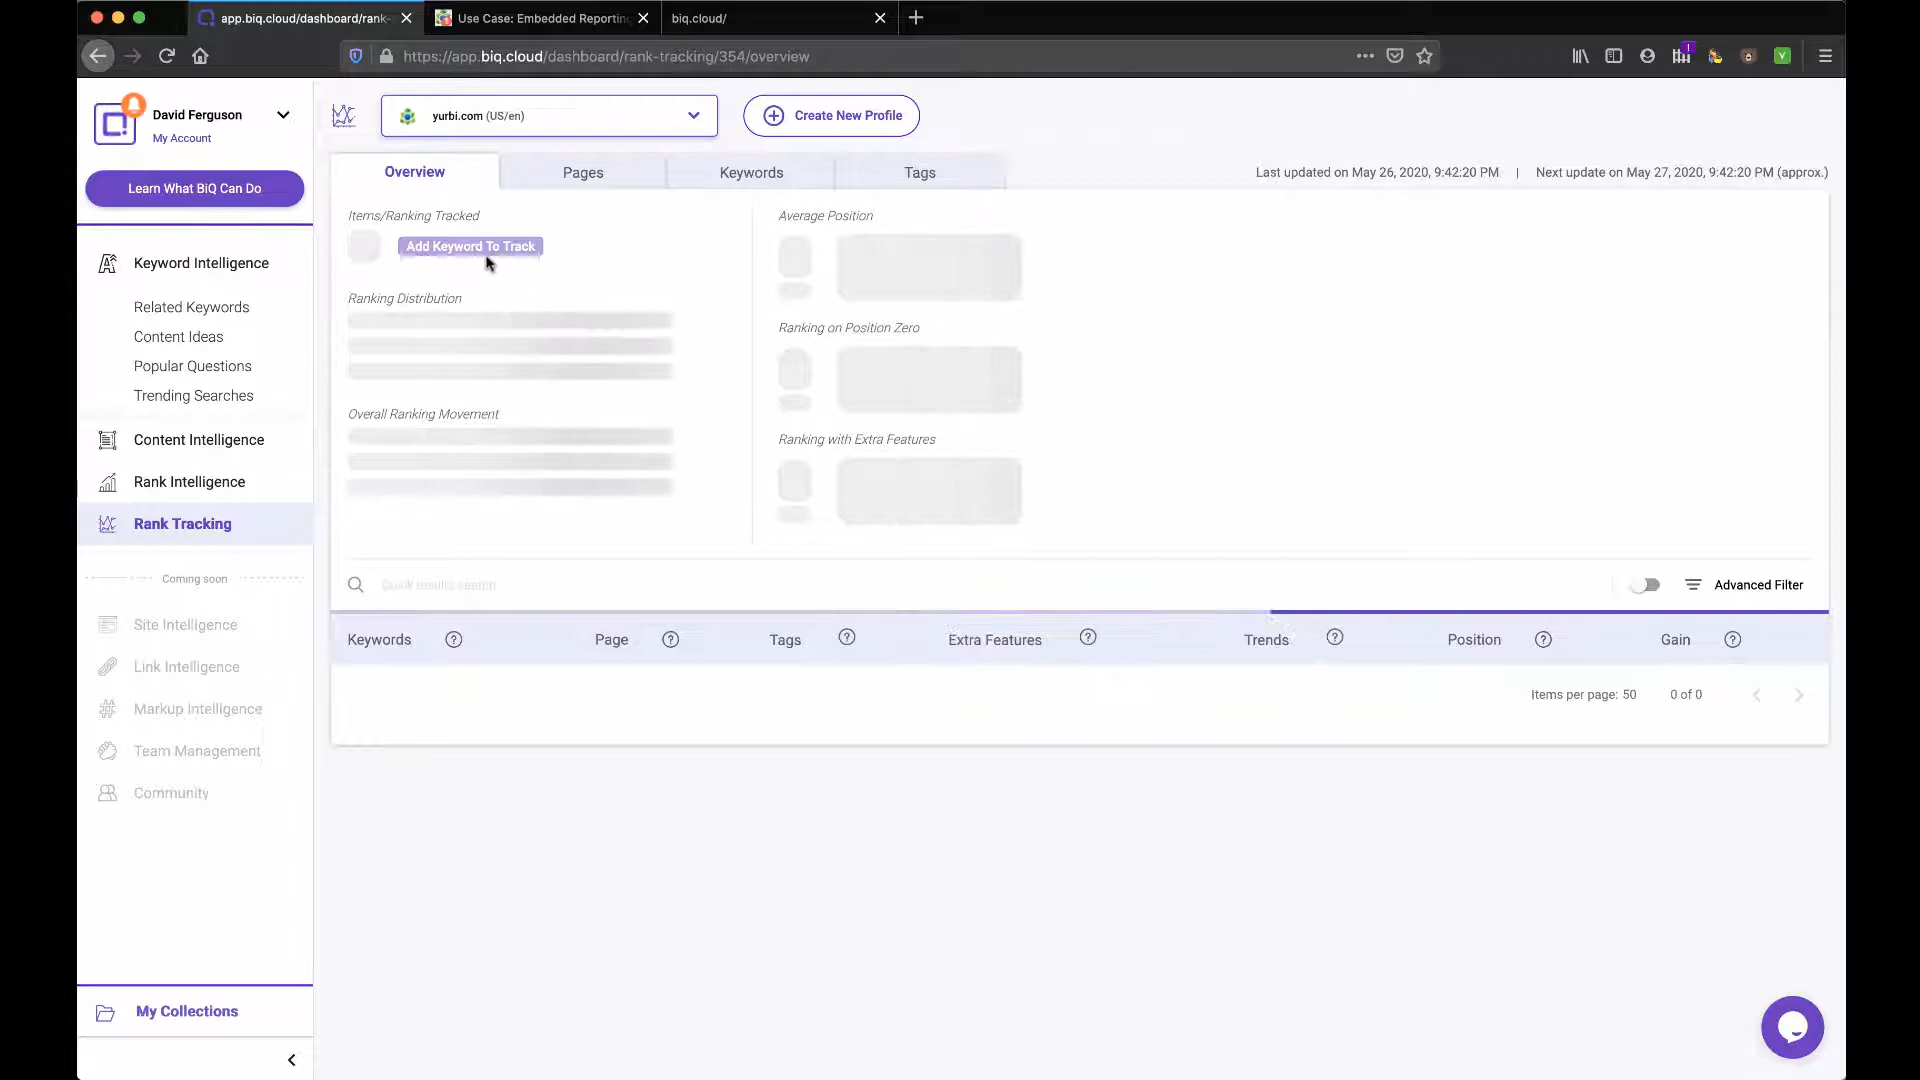 app.biq.cloud/dashboard/rank-
Use Case: Embedded Reporting
biq.cloud/
https://app.biq.cloud/dashboard/rank-tracking/354/overview
David Ferguson
My Account
Learn What BiQ Can Do
Keyword Intelligence
Related Keywords
Content Ideas
Popular Questions
Trending Searches
Content Intelligence
Rank Intelligence
Rank Tracking
Coming soon
Site Intelligence
Link Intelligence
Markup Intelligence
Team Management
Community
My Collections
yurbi.com (US/en)
Create New Profile
Overview
Pages
Keywords
Tags
Last updated on May 26, 2020, 9:42:20 PM | Next update on May 27, 2020, 9:42:20 PM (approx.)
Items/Ranking Tracked
Add Keyword To Track
Ranking Distribution
Overall Ranking Movement
Average Position
Ranking on Position Zero
Ranking with Extra Features
Quick results search
Advanced Filter
Keywords ?
Page ?
Tags ?
Extra Features ?
Trends ?
Position ?
Gain ?
Items per page: 50
0 of 0